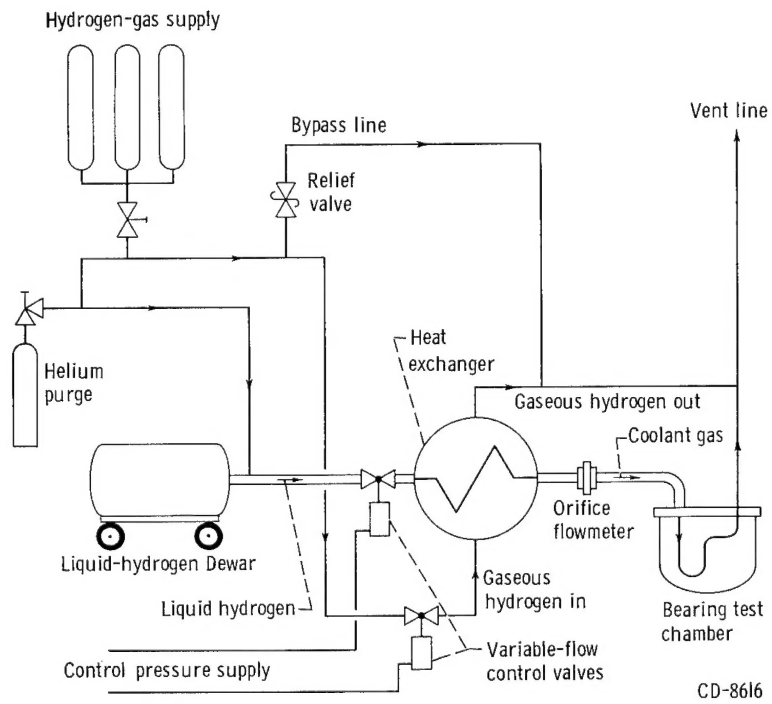 Hydrogen-gas supply
Vent line
Bypass line
Relief
valve
Heat
exchanger
Helium
purge
Gaseous hydrogen out
Coolant gas
Orifice
flowmeter
Liquid-hydrogen Dewar
Gaseous
hydrogen in
Liquid hydrogen
Bearing test
chamber
Variable-flow
control valves
Control pressure supply
CD-8616